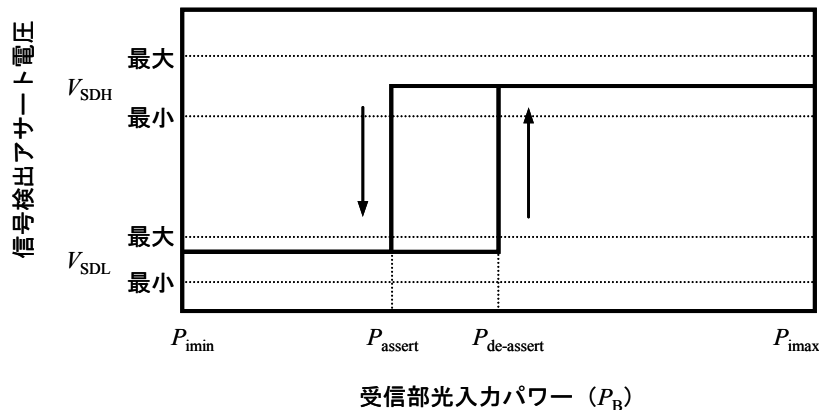 信号検出アサート電圧
最大
V_SDH
最小
最大
V_SDL
最小
P_imin
P_assert
P_de-assert
P_imax
受信部光入力パワー（P_B）